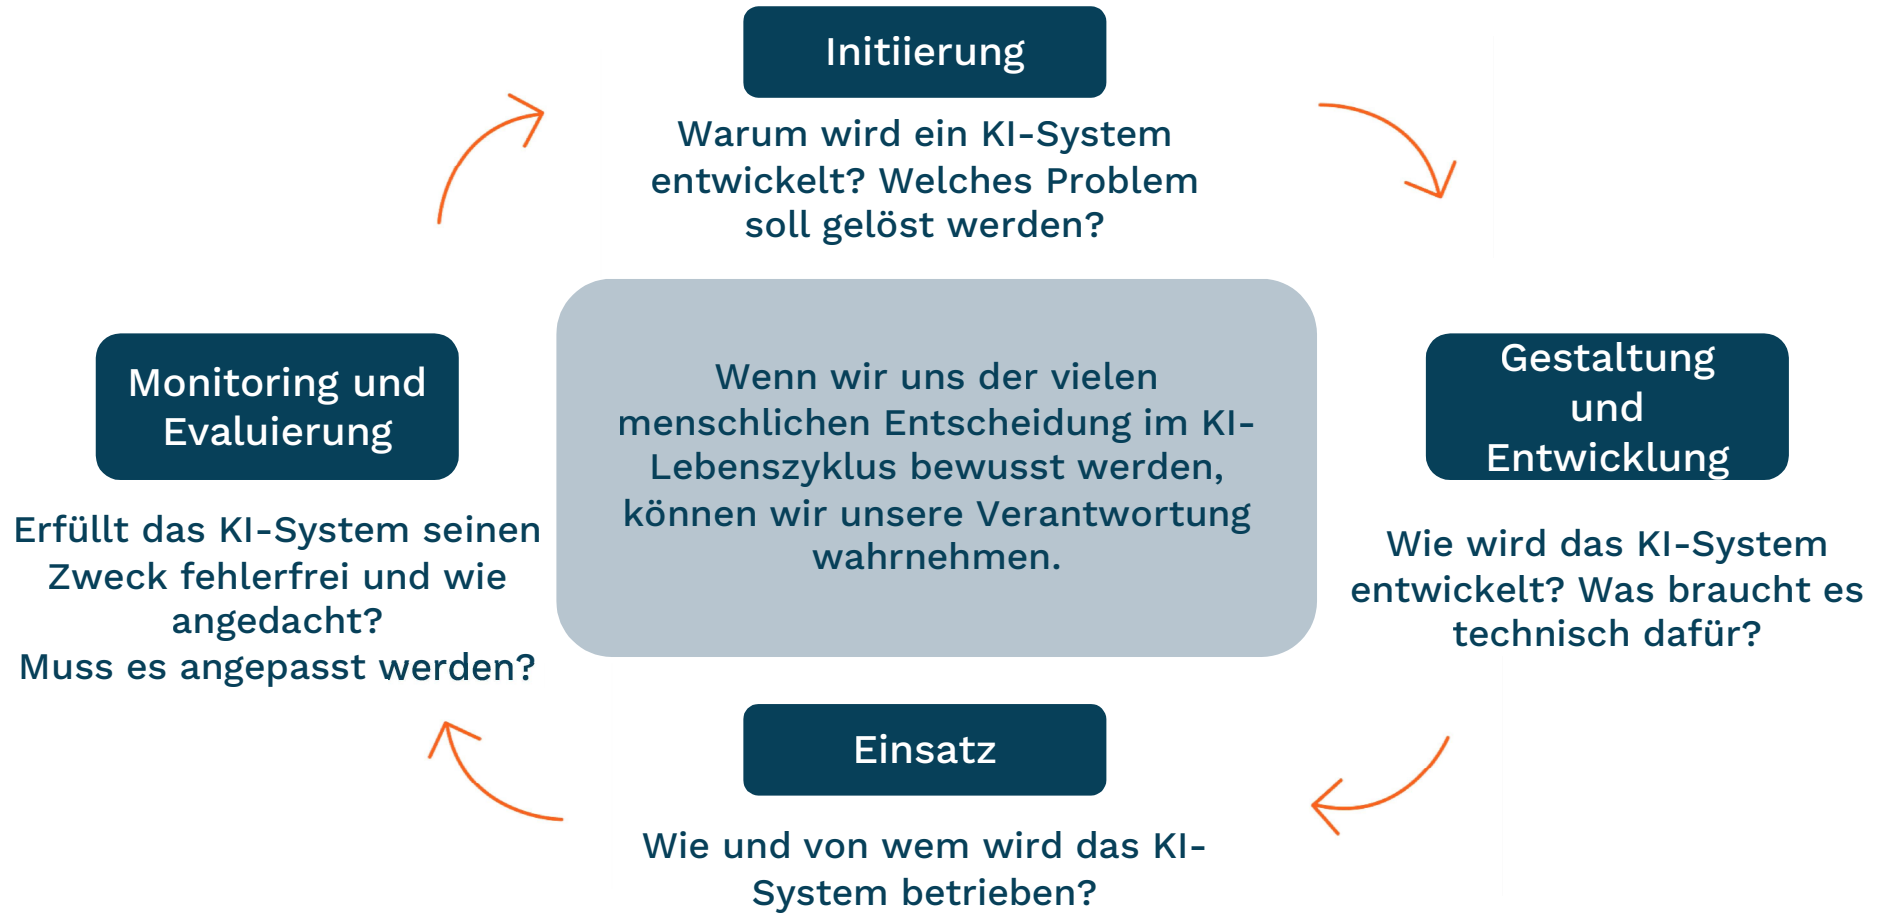 Initiierung
Warum wird ein KI-System
entwickelt? Welches Problem
soll gelöst werden?
Gestaltung
und
Entwicklung
Wie wird das KI-System
entwickelt? Was braucht es
technisch dafür?
Einsatz
Wie und von wem wird das KI-
System betrieben?
Monitoring und
Evaluierung
Erfüllt das KI-System seinen
Zweck fehlerfrei und wie
angedacht?
Muss es angepasst werden?
Wenn wir uns der vielen
menschlichen Entscheidung im KI-
Lebenszyklus bewusst werden,
können wir unsere Verantwortung
wahrnehmen.